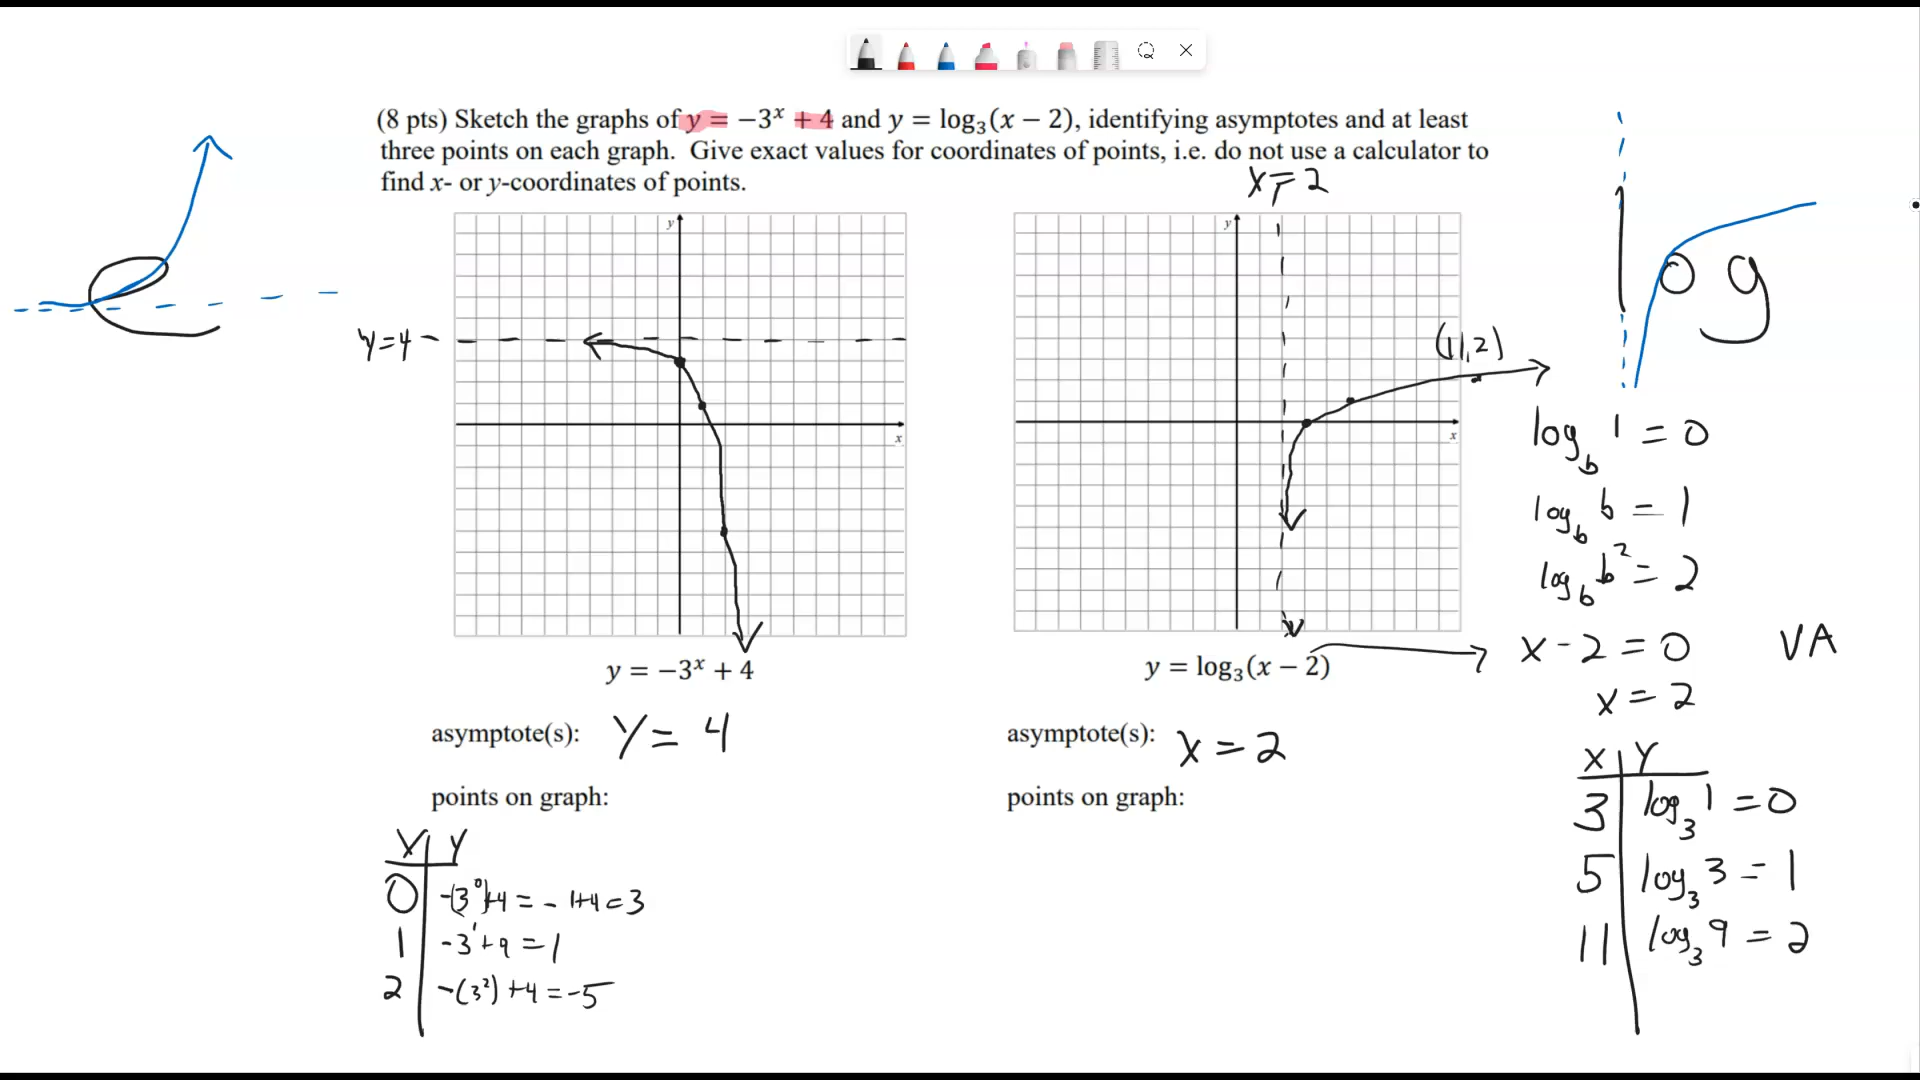 (8 pts) Sketch the graphs of y = −3ˣ + 4 and y = log₃(x − 2), identifying asymptotes and at least
three points on each graph. Give exact values for coordinates of points, i.e. do not use a calculator to
find x- or y-coordinates of points.
x = 2
y
y
log
y=4
(11,2)
x
x
log_b 1 = 0
log_b b = 1
log_b b² = 2
y = −3ˣ + 4
y = log₃(x − 2)
x - 2 = 0 VA
x = 2
asymptote(s): y = 4
asymptote(s): x = 2
points on graph:
points on graph:
x | y
0 | -(3⁰)+4 = -1+4=3
1 | -3¹+9 = 1
2 | -(3²)+4 = -5
x | y
3 | log₃ 1 = 0
5 | log₃ 3 = 1
11 | log₃ 9 = 2